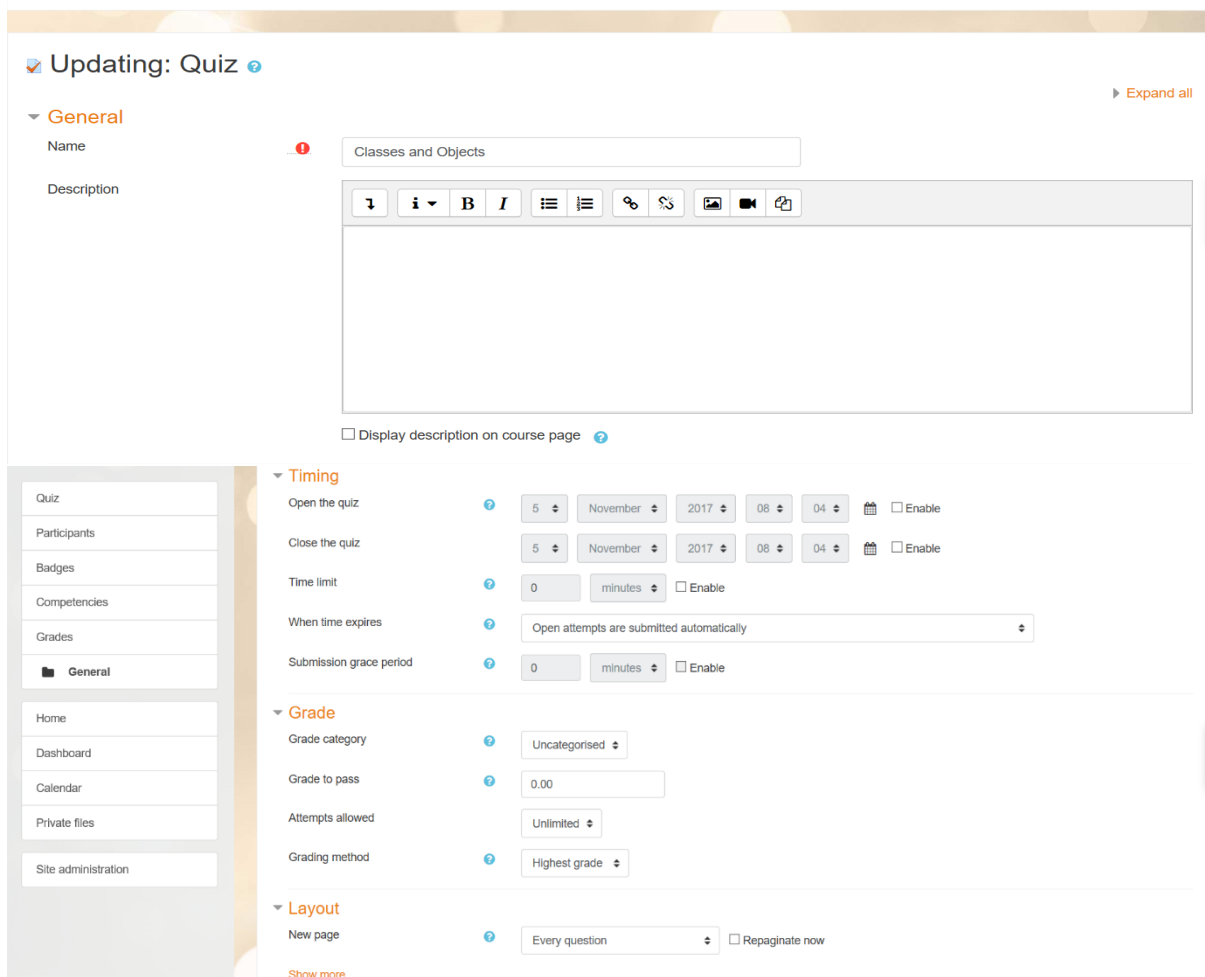 Updating: Quiz
Expand all
General
Name
Classes and Objects
Description
i B I
Display description on course page
Quiz
Participants
Badges
Competencies
Grades
General
Home
Dashboard
Calendar
Private files
Site administration
Timing
Open the quiz 5 November 2017 08 04 Enable
Close the quiz 5 November 2017 08 04 Enable
Time limit 0 minutes Enable
When time expires Open attempts are submitted automatically
Submission grace period 0 minutes Enable
Grade
Grade category Uncategorised
Grade to pass 0.00
Attempts allowed Unlimited
Grading method Highest grade
Layout
New page Every question Repaginate now
Show more